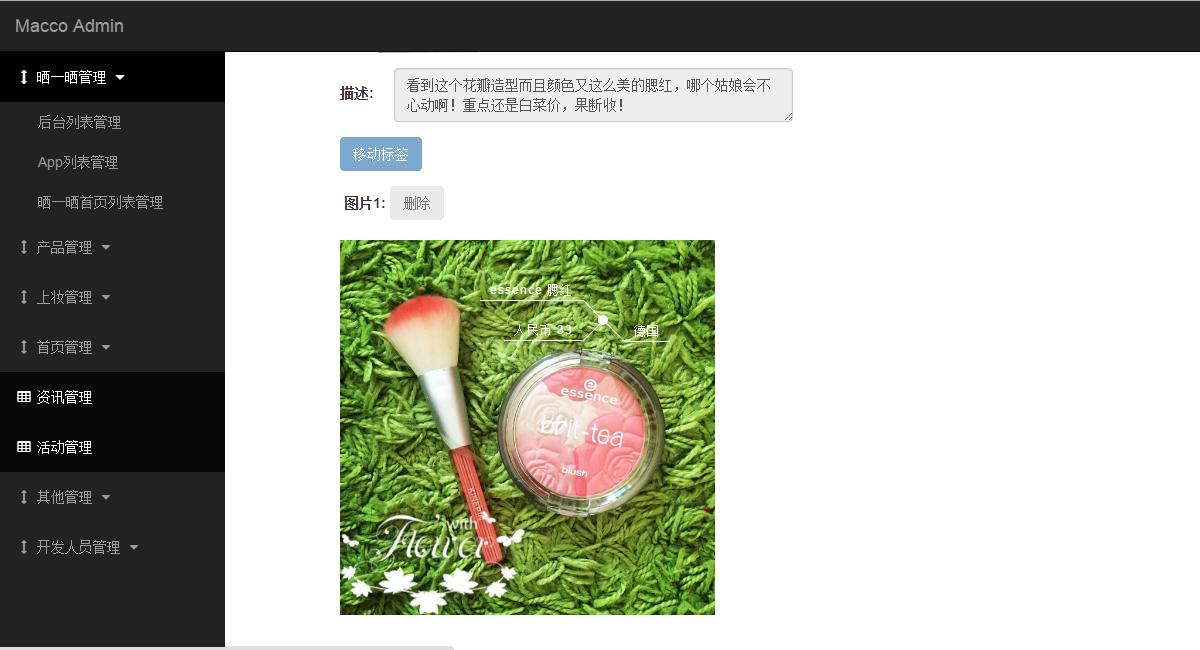 Macco Admin
晒一晒管理
后台列表管理
App列表管理
晒一晒首页列表管理
产品管理
上妆管理
首页管理
资讯管理
活动管理
其他管理
开发人员管理
描述:
看到这个花瓣造型而且颜色又这么美的腮红，哪个姑娘会不
心动啊！重点还是白菜价，果断收！
移动标签
图片1:
删除
essence 腮红
人民币 33
德国
essence
brit-tea
blush
with
Flower